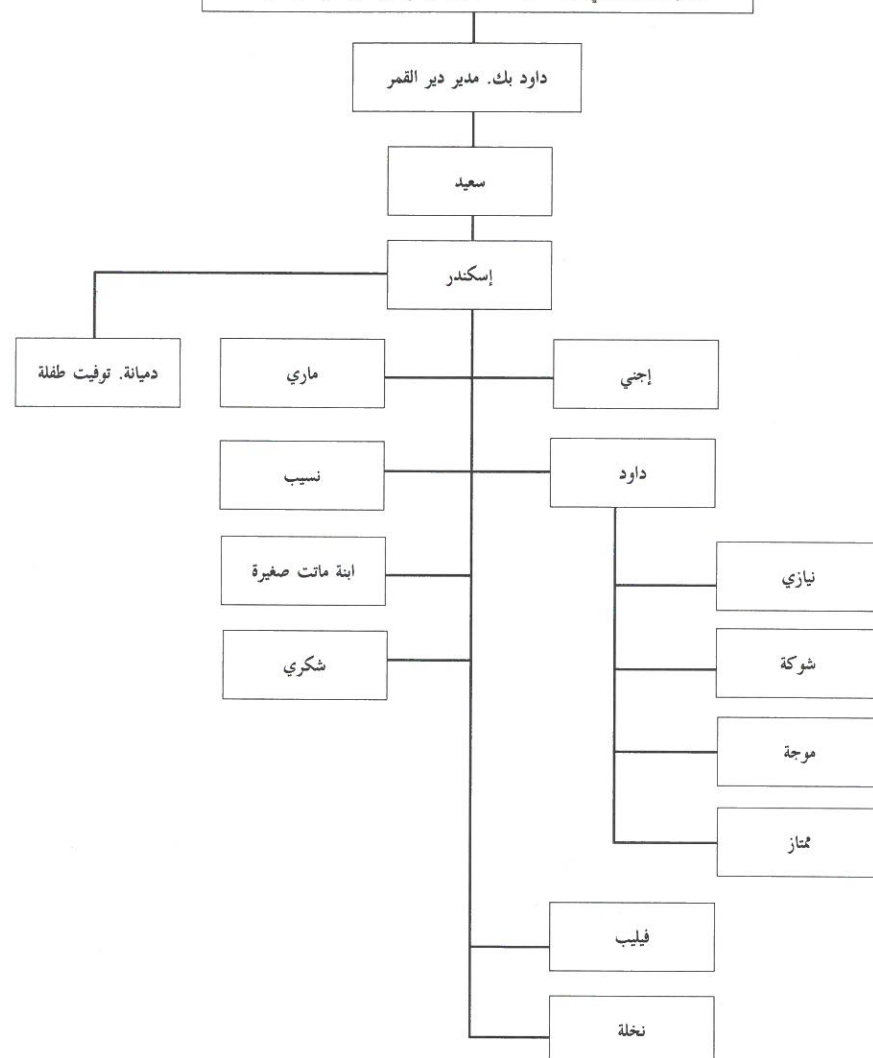 داود بك. مدير دير القمر
سعيد
إسكندر
دميانة. توفيت طفلة
ماري
إجني
نسيب
داود
ابنة ماتت صغيرة
نيازي
شكري
شوكة
موجة
ممتاز
فيليب
نخلة